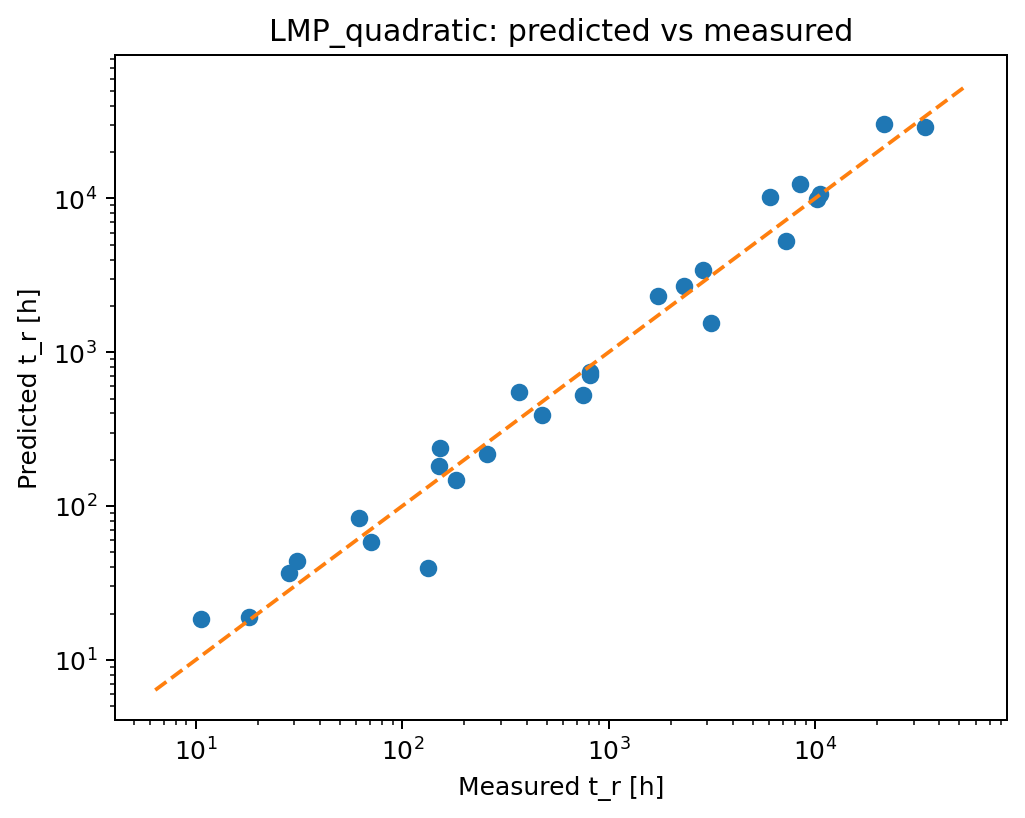 LMP_quadratic: predicted vs measured
Predicted t_r [h]
10^4
10^3
10^2
10^1
10^1 10^2 10^3 10^4
Measured t_r [h]